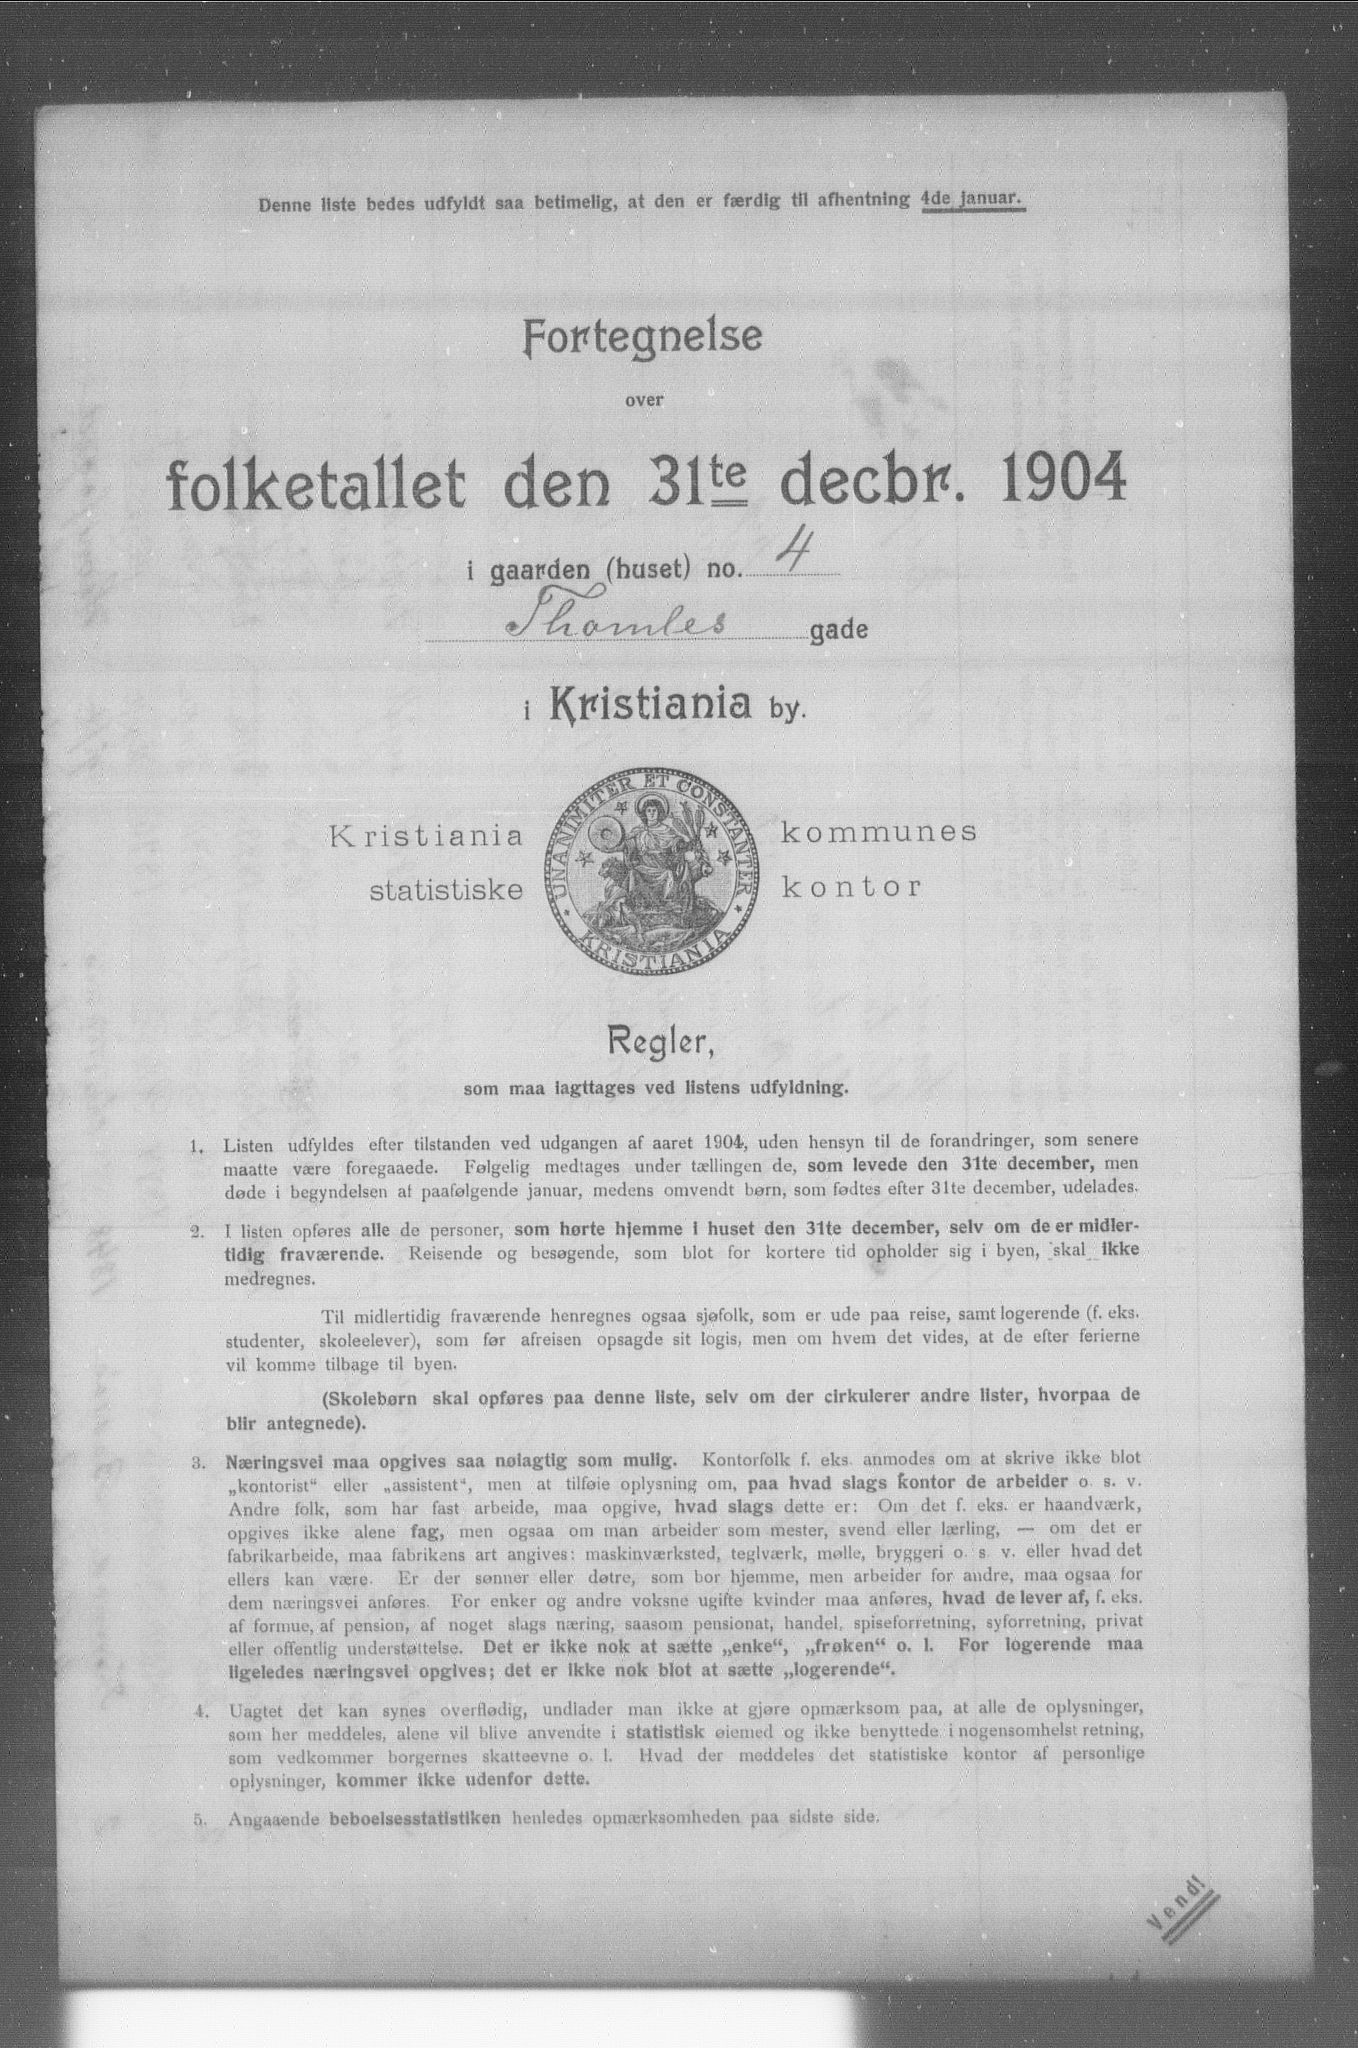 Denne liste bedes udfyldt saa betimelig, at den er færdig til afhentning 4de januar.
Fortegnelse
over
folketallet den 31te decbr. 1904
i gaarden (huset) no. 4
Thomles gade
i Kristiania by.
UNANIMITER ET CONSTANTER
KRISTIANIA
Kristiania kommunes
statistiske kontor
Regler,
som maa iagttages ved listens udfyldning.
1. Listen udfyldes efter tilstanden ved udgangen af aaret 1904, uden hensyn til de forandringer, som senere
maatte være foregaaede. Følgelig medtages under tællingen de, som levede den 31te december, men
døde i begyndelsen af paafølgende januar, medens omvendt børn, som fødtes efter 31te december, udelades.
2. I listen opføres alle de personer, som hørte hjemme i huset den 31te december, selv om de er midler-
tidig fraværende. Reisende og besøgende, som blot for kortere tid opholder sig i byen, skal ikke
medregnes.
Til midlertidig fraværende henregnes ogsaa sjøfolk, som er ude paa reise, samt logerende (f. eks.
studenter, skoleelever), som før afreisen opsagde sit logis, men om hvem det vides, at de efter ferierne
vil komme tilbage til byen.
(Skolebørn skal opføres paa denne liste, selv om der cirkulerer andre lister, hvorpaa de
blir antegnede).
3. Næringsvei maa opgives saa nøiagtig som mulig. Kontorfolk f. eks. anmodes om at skrive ikke blot
„kontorist“ eller „assistent“, men at tilføie oplysning om, paa hvad slags kontor de arbeider o. s. v.
Andre folk, som har fast arbeide, maa opgive, hvad slags dette er: Om det f. eks. er haandværk,
opgives ikke alene fag, men ogsaa om man arbeider som mester, svend eller lærling, — om det er
fabrikarbeide, maa fabrikens art angives: maskinværksted, teglværk, mølle, bryggeri o. s. v. eller hvad det
ellers kan være. Er der sønner eller døtre, som bor hjemme, men arbeider for andre, maa ogsaa for
dem næringsvei anføres. For enker og andre voksne ugifte kvinder maa anføres, hvad de lever af, f. eks.
af formue, af pension, af noget slags næring, saasom pensionat, handel, spiseforretning, syforretning, privat
eller offentlig understøttelse. Det er ikke nok at sætte „enke“, „frøken“ o. l. For logerende maa
ligeledes næringsvei opgives; det er ikke nok blot at sætte „logerende“.
4. Uagtet det kan synes overflødig, undlader man ikke at gjøre opmærksom paa, at alle de oplysninger,
som her meddeles, alene vil blive anvendte i statistisk øiemed og ikke benyttede i nogensomhelst retning,
som vedkommer borgernes skatteevne o. l. Hvad der meddeles det statistiske kontor af personlige
oplysninger, kommer ikke udenfor dette.
5. Angaaende beboelsesstatistiken henledes opmærksomheden paa sidste side.
Vend!